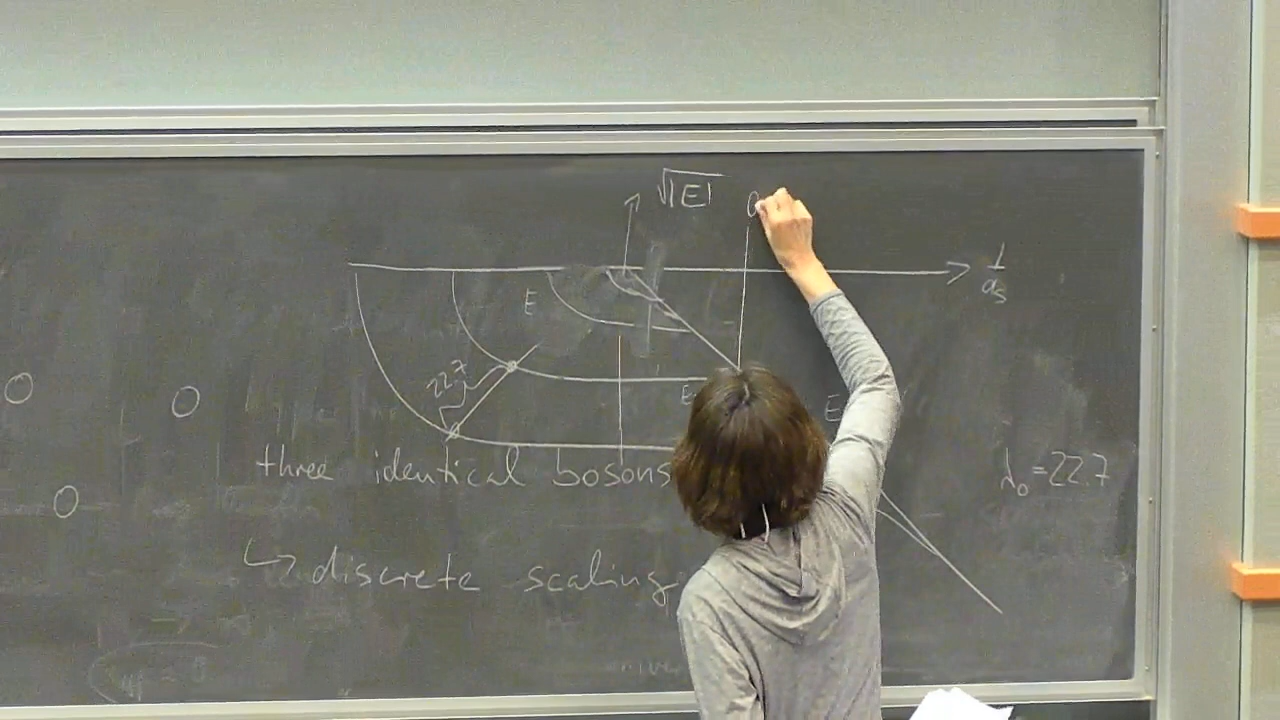 √|E|
1/a_s
E
22.7
E
E
three identical bosons
λ₀=22.7
↳ discrete scaling